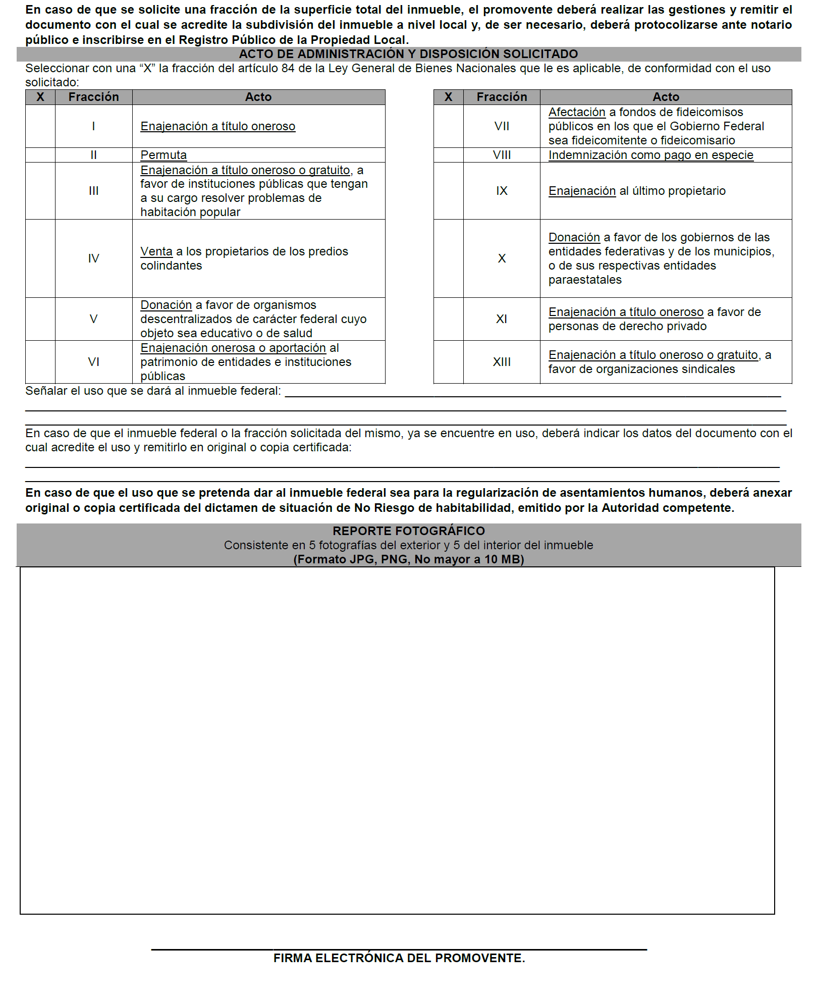 En caso de que se solicite una fracción de la superficie total del inmueble, el promovente deberá realizar las gestiones y remitir el
documento con el cual se acredite la subdivisión del inmueble a nivel local y, de ser necesario, deberá protocolizarse ante notario
público e inscribirse en el Registro Público de la Propiedad Local.
ACTO DE ADMINISTRACIÓN Y DISPOSICIÓN SOLICITADO
Seleccionar con una “X” la fracción del artículo 84 de la Ley General de Bienes Nacionales que le es aplicable, de conformidad con el uso
solicitado:
X Fracción Acto
I Enajenación a título oneroso
II Permuta
III Enajenación a título oneroso o gratuito, a
favor de instituciones públicas que tengan
a su cargo resolver problemas de
habitación popular
IV Venta a los propietarios de los predios
colindantes
V Donación a favor de organismos
descentralizados de carácter federal cuyo
objeto sea educativo o de salud
VI Enajenación onerosa o aportación al
patrimonio de entidades e instituciones
públicas
X Fracción Acto
VII Afectación a fondos de fideicomisos
públicos en los que el Gobierno Federal
sea fideicomitente o fideicomisario
VIII Indemnización como pago en especie
IX Enajenación al último propietario
X Donación a favor de los gobiernos de las
entidades federativas y de los municipios,
o de sus respectivas entidades
paraestatales
XI Enajenación a título oneroso a favor de
personas de derecho privado
XIII Enajenación a título oneroso o gratuito, a
favor de organizaciones sindicales
Señalar el uso que se dará al inmueble federal:
En caso de que el inmueble federal o la fracción solicitada del mismo, ya se encuentre en uso, deberá indicar los datos del documento con el
cual acredite el uso y remitirlo en original o copia certificada:
En caso de que el uso que se pretenda dar al inmueble federal sea para la regularización de asentamientos humanos, deberá anexar
original o copia certificada del dictamen de situación de No Riesgo de habitabilidad, emitido por la Autoridad competente.
REPORTE FOTOGRÁFICO
Consistente en 5 fotografías del exterior y 5 del interior del inmueble
(Formato JPG, PNG, No mayor a 10 MB)
FIRMA ELECTRÓNICA DEL PROMOVENTE.